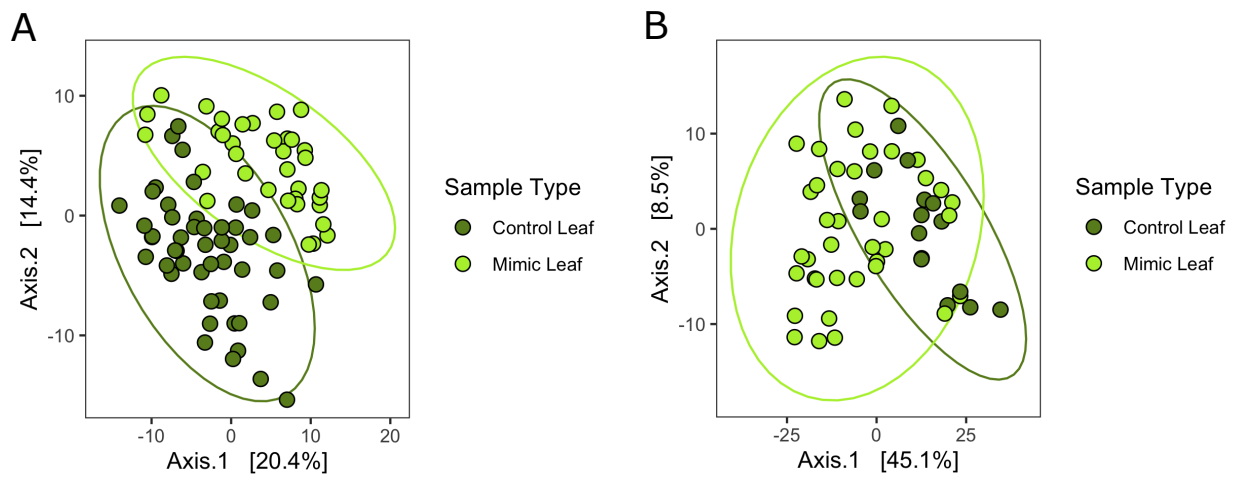 A
10
0
-10
Axis.2 [14.4%]
-10 0 10 20
Axis.1 [20.4%]
Sample Type
Control Leaf
Mimic Leaf
B
10
0
-10
Axis.2 [8.5%]
-25 0 25
Axis.1 [45.1%]
Sample Type
Control Leaf
Mimic Leaf